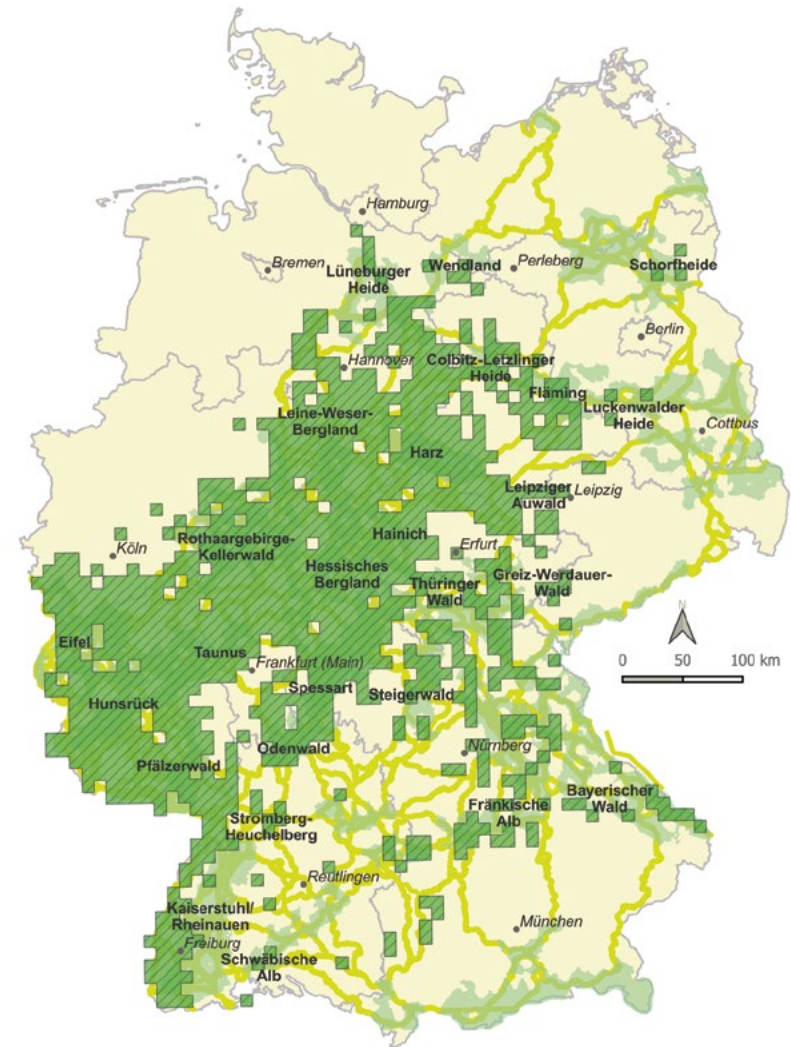 Hamburg
Bremen
Lüneburger
Heide
Wendland
Perleberg
Schorfheide
Berlin
Hannover
Colbitz-Letzlinger
Heide
Fläming
Luckenwalder
Heide
Cottbus
Leine-Weser-
Bergland
Harz
Leipziger
Auwald
Leipzig
Köln
Rothaargebirge-
Kellerwald
Hainich
Erfurt
Hessisches
Bergland
Thüringer
Wald
Greiz-Werdauer-
Wald
N
0 50 100 km
Eifel
Taunus
Frankfurt (Main)
Hunsrück
Spessart
Steigerwald
Odenwald
Nürnberg
Pfälzerwald
Fränkische
Alb
Bayerischer
Wald
Stromberg-
Heuchelberg
Reutlingen
Kaiserstuhl/
Rheinauen
Freiburg
München
Schwäbische
Alb